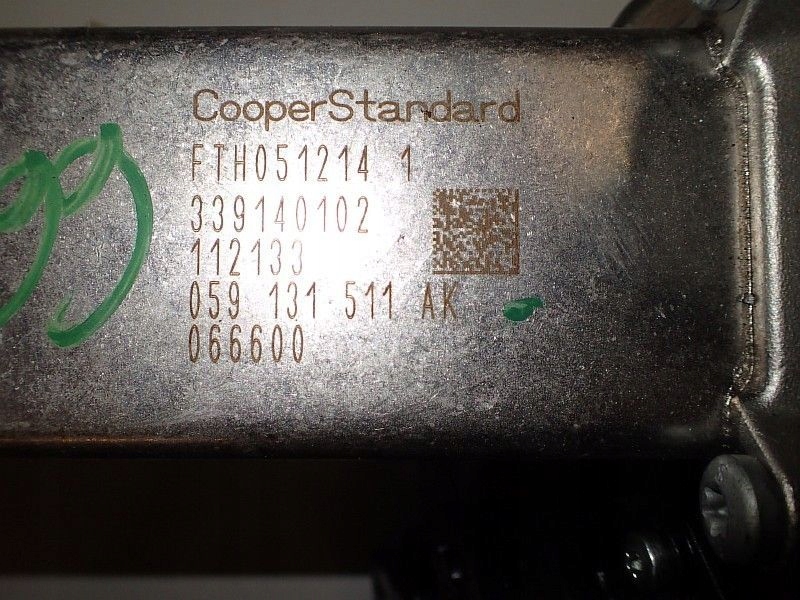 CooperStandard
FTH051214 1
339140102
112133
059 131 511 AK
066600